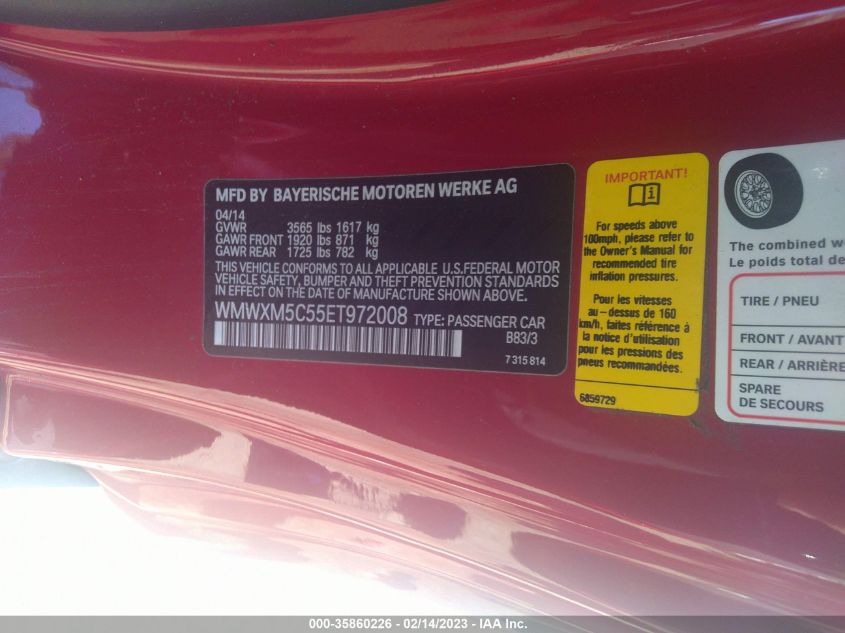 MFD BY BAYERISCHE MOTOREN WERKE AG
04/14
GVWR 3565 lbs 1617 kg
GAWR FRONT 1920 lbs 871 kg
GAWR REAR 1725 lbs 782 kg
THIS VEHICLE CONFORMS TO ALL APPLICABLE U.S.FEDERAL MOTOR
VEHICLE SAFETY, BUMPER AND THEFT PREVENTION STANDARDS
IN EFFECT ON THE DATE OF MANUFACTURE SHOWN ABOVE.
WMWXM5C55ET972008 TYPE: PASSENGER CAR
B83/3
7 315 814
IMPORTANT!
For speeds above
100mph, please refer to
the Owner's Manual for
recommended tire
inflation pressures.
Pour les vitesses
au-dessus de 160
km/h, faites référence à
la notice d'utilisation
pour les pressions des
pneus recommandées.
6859729
The combined w
Le poids total de
TIRE / PNEU
FRONT / AVANT
REAR / ARRIÈRE
SPARE
DE SECOURS
000-35860226 - 02/14/2023 - IAA Inc.